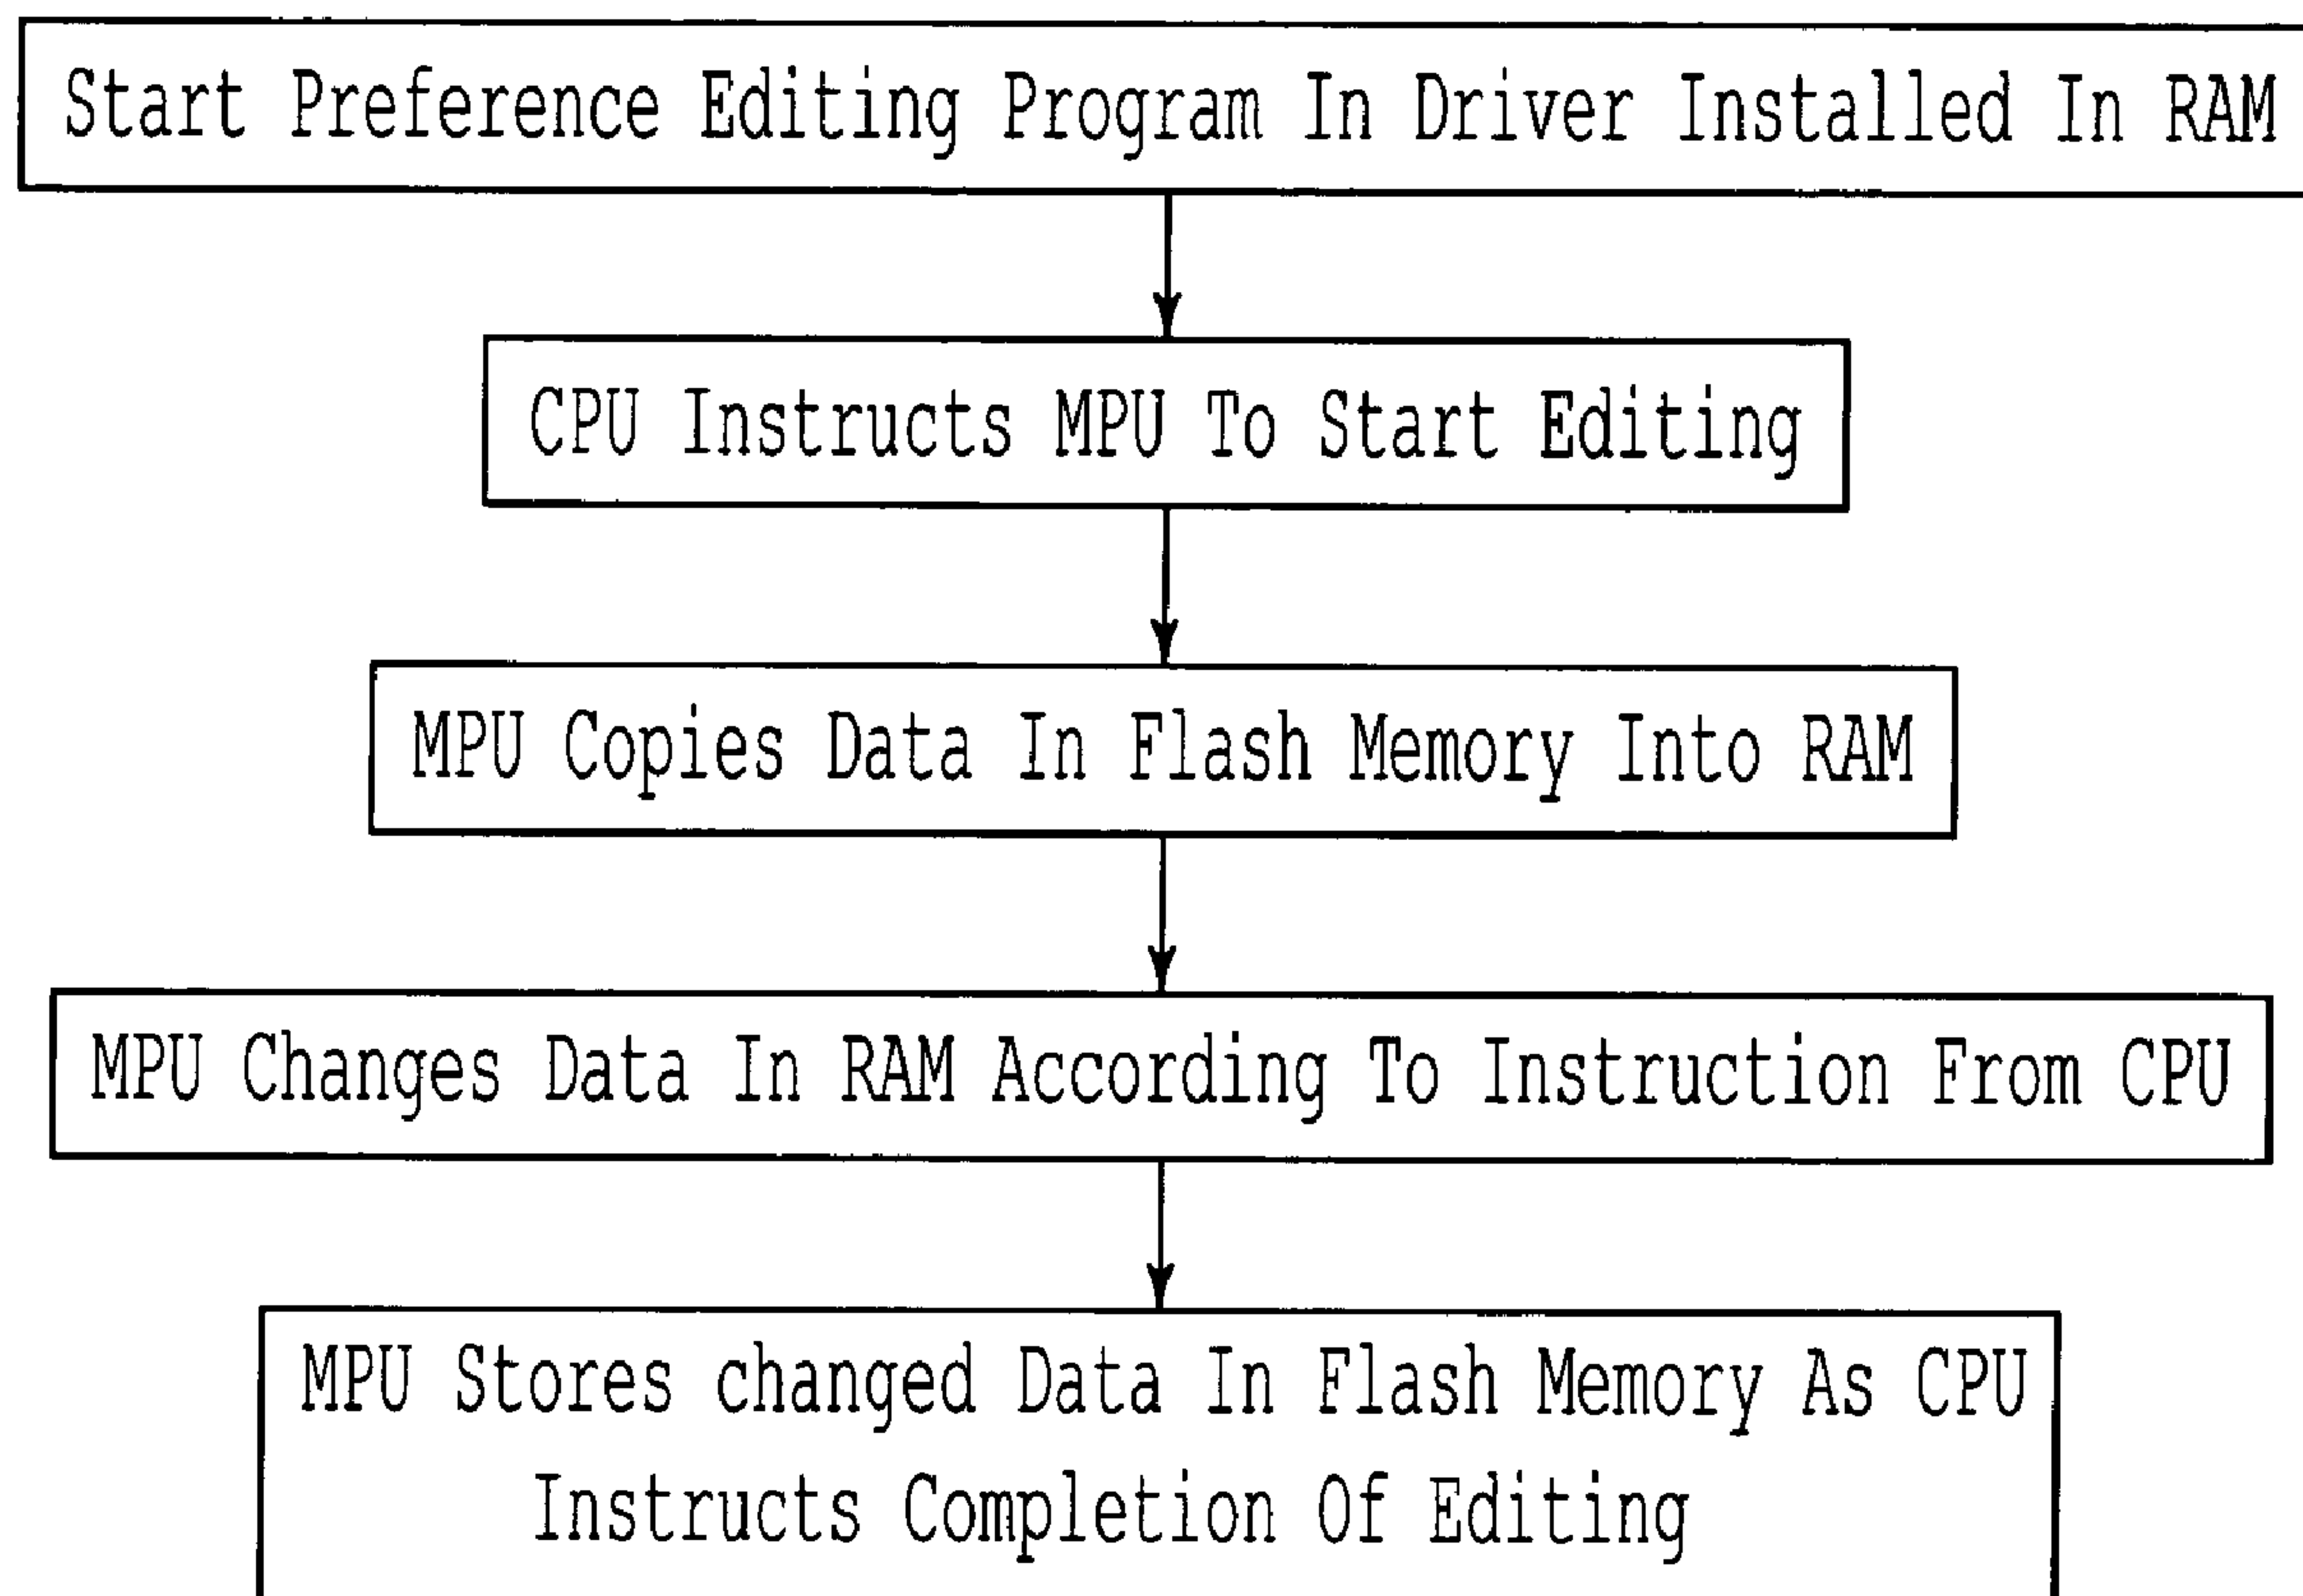 Start Preference Editing Program In Driver Installed In RAM
CPU Instructs MPU To Start Editing
MPU Copies Data In Flash Memory Into RAM
MPU Changes Data In RAM According To Instruction From CPU
MPU Stores changed Data In Flash Memory As CPU
Instructs Completion Of Editing